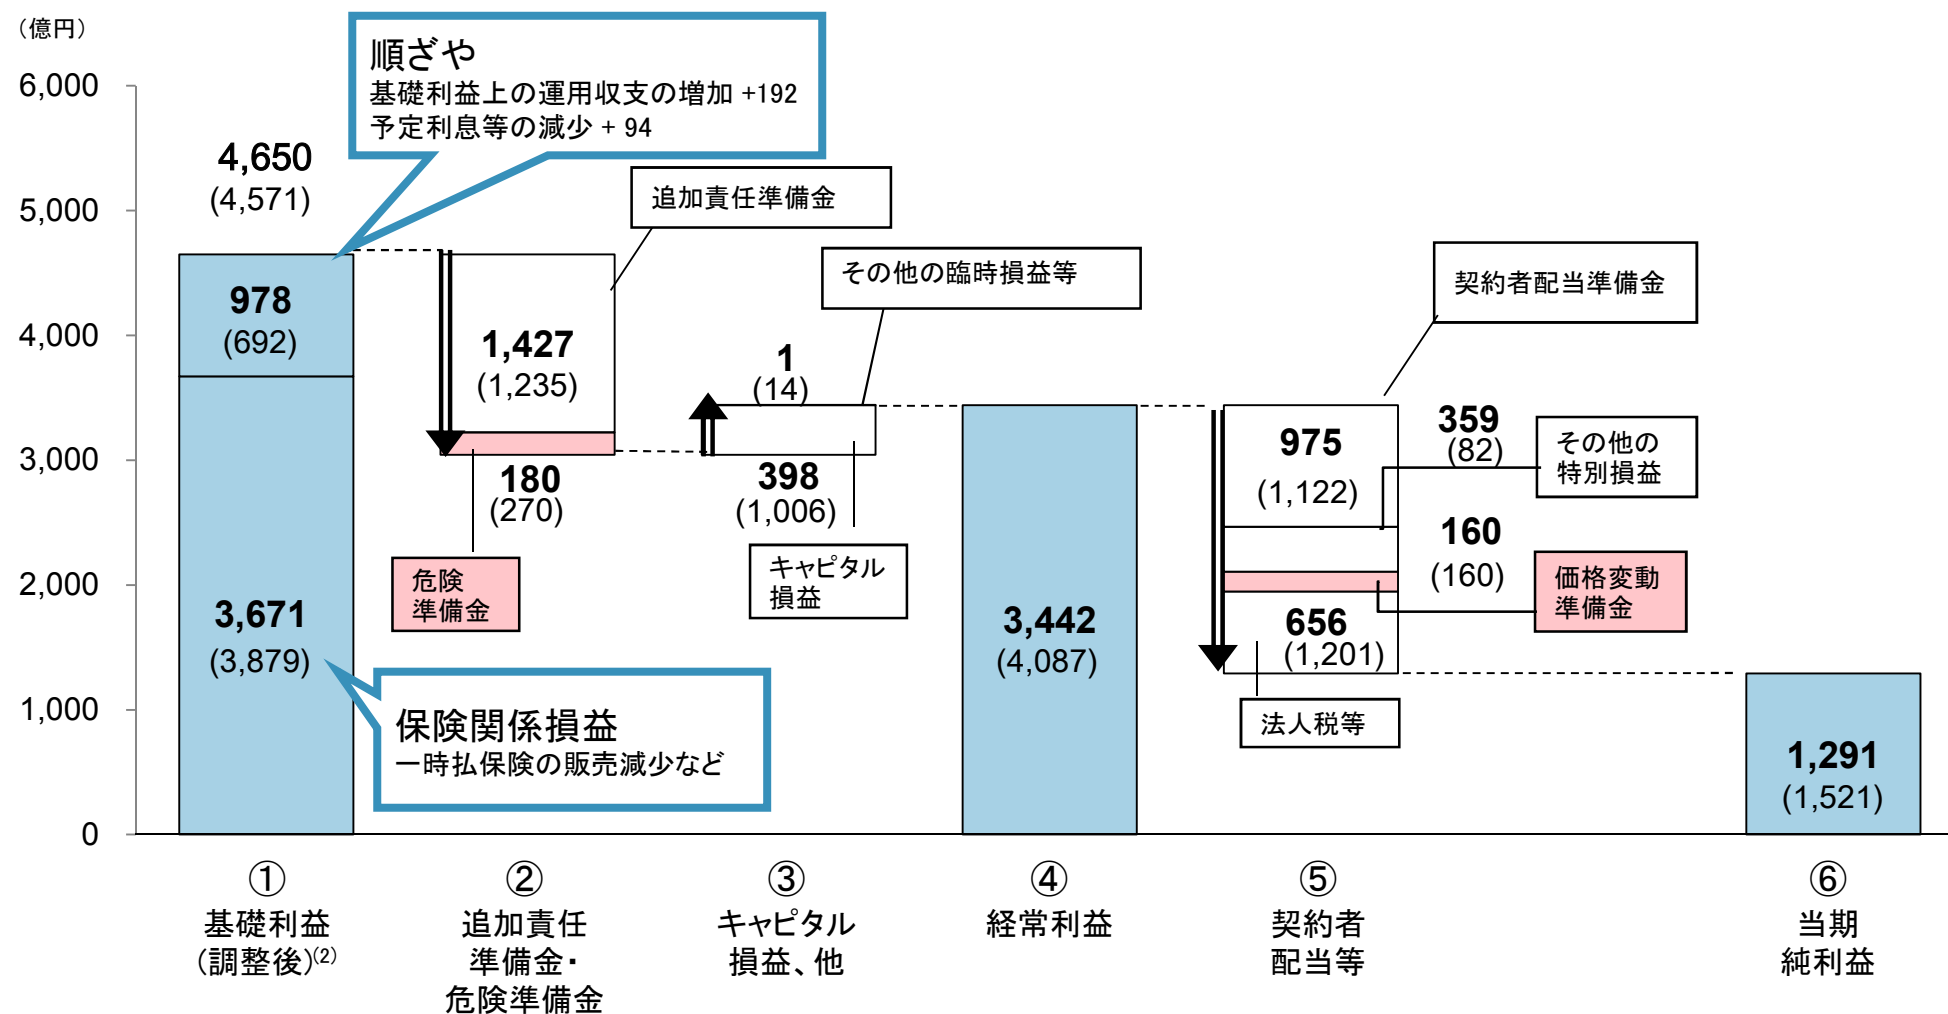 （億円）
6,000
5,000
4,000
3,000
2,000
1,000
0
順ざや
基礎利益上の運用収支の増加 +192
予定利息等の減少 + 94
4,650
(4,571)
978
(692)
3,671
(3,879)
保険関係損益
一時払保険の販売減少など
追加責任準備金
1,427
(1,235)
180
(270)
危険
準備金
その他の臨時損益等
1
(14)
398
(1,006)
キャピタル
損益
3,442
(4,087)
契約者配当準備金
975
(1,122)
359
(82)
その他の
特別損益
160
(160)
価格変動
準備金
656
(1,201)
法人税等
1,291
(1,521)
①
基礎利益
(調整後)(2)
②
追加責任
準備金・
危険準備金
③
キャピタル
損益、他
④
経常利益
⑤
契約者
配当等
⑥
当期
純利益